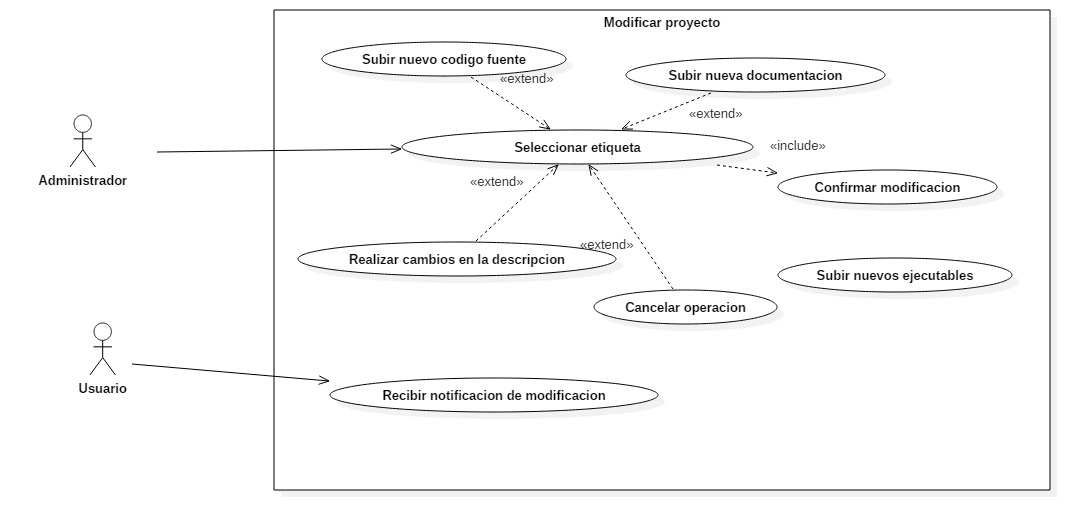 Modificar proyecto
Subir nuevo codigo fuente
Subir nueva documentacion
«extend»
«extend»
Seleccionar etiqueta
«include»
Administrador
«extend»
Confirmar modificacion
«extend»
Realizar cambios en la descripcion
Subir nuevos ejecutables
Cancelar operacion
Usuario
Recibir notificacion de modificacion